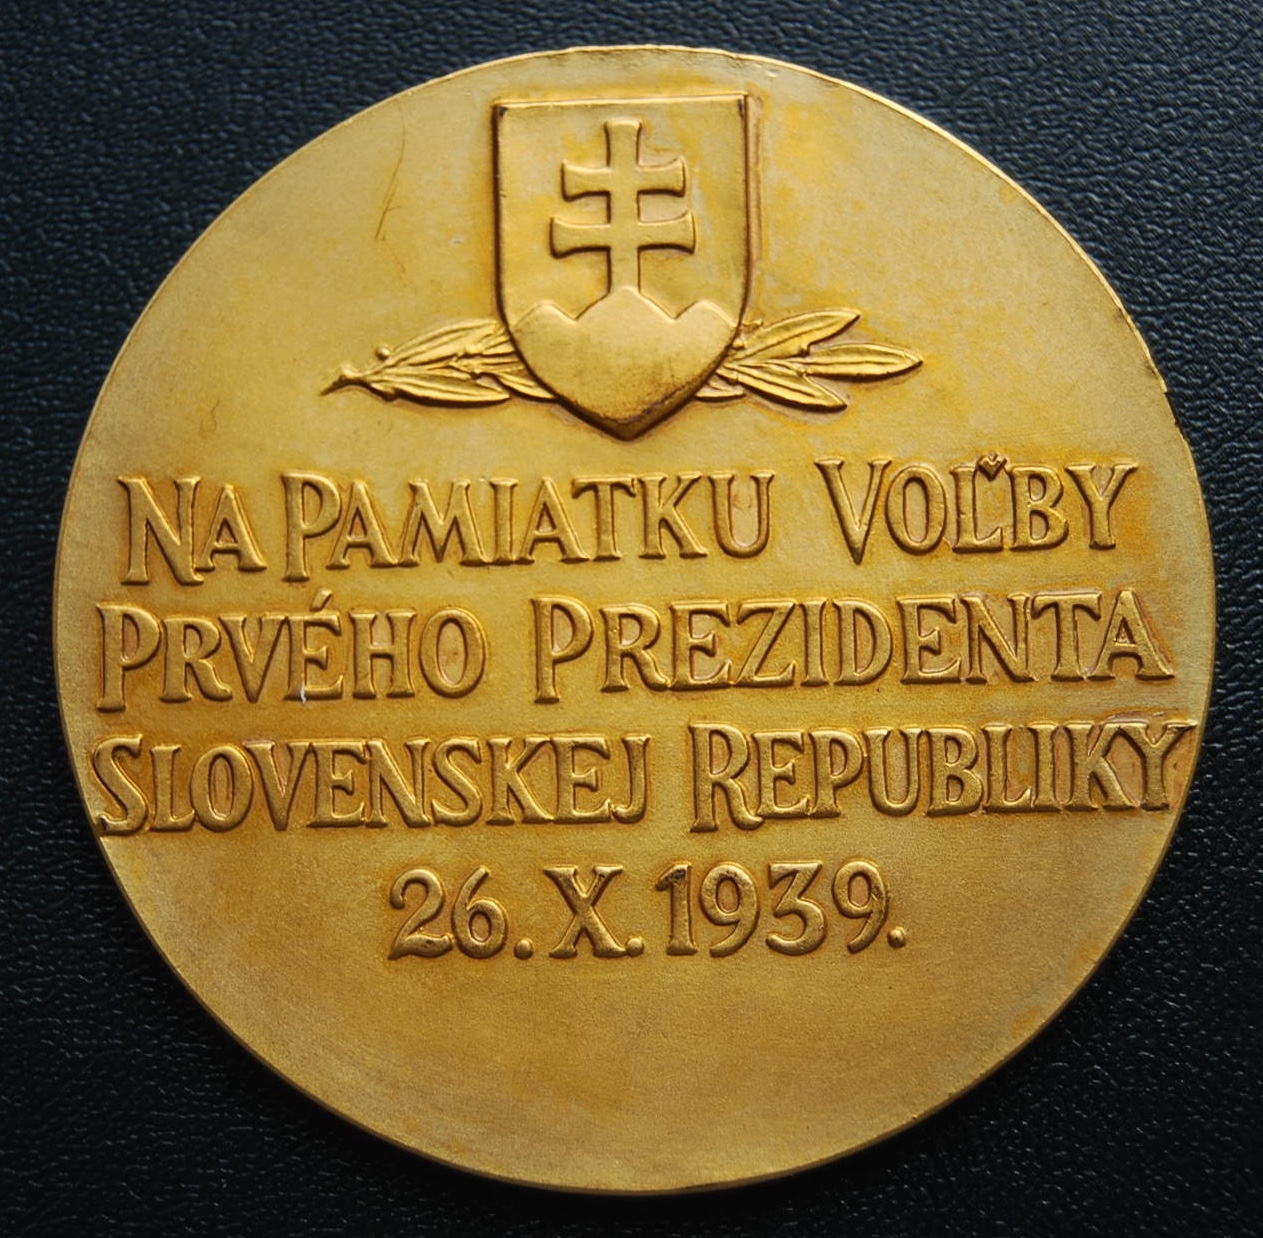 NA PAMIATKU VOĽBY
PRVÉHO PREZIDENTA
SLOVENSKEJ REPUBLIKY
26. X. 1939.